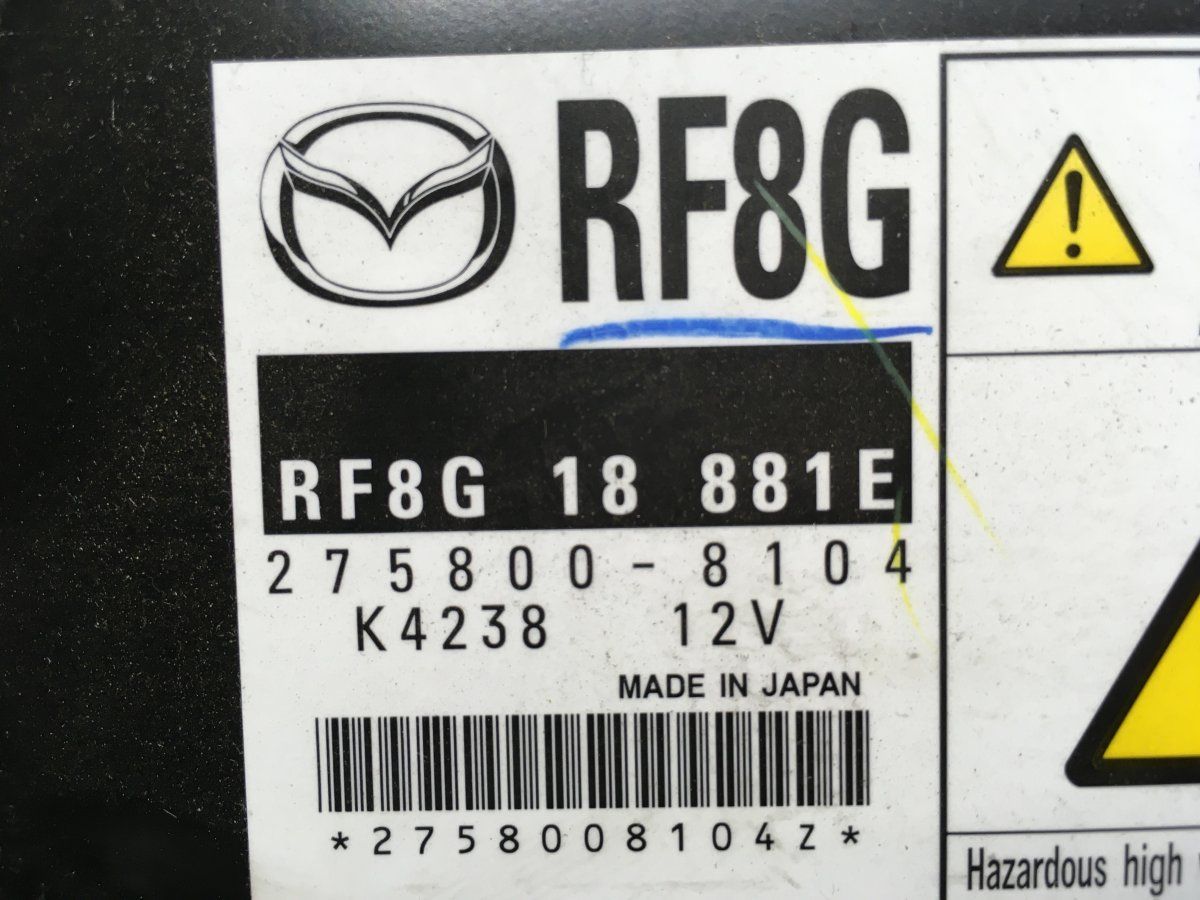 RF8G
RF8G 18 881E
275800-8104
K4238 12V
MADE IN JAPAN
*2758008104Z*
Hazardous high